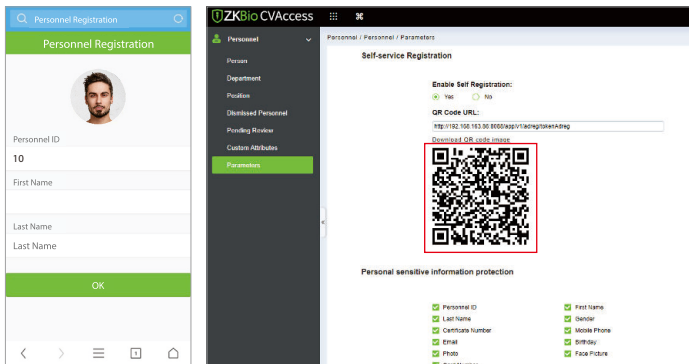 Personnel Registration
Personnel Registration
Personnel ID
10
First Name
Last Name
Last Name
OK
1
ZKBio CVAccess
Personnel
Person
Department
Position
Dismissed Personnel
Pending Review
Custom Attributes
Parameters
Personnel / Personnel / Parameters
Self-service Registration
Enable Self Registration:
Yes No
QR Code URL:
http://192.168.163.86:8088/app/v1/adreg/tokenAdreg
Download QR code image
Personal sensitive information protection
Personnel ID First Name
Last Name Gender
Certificate Number Mobile Phone
Email Birthday
Photo Face Picture